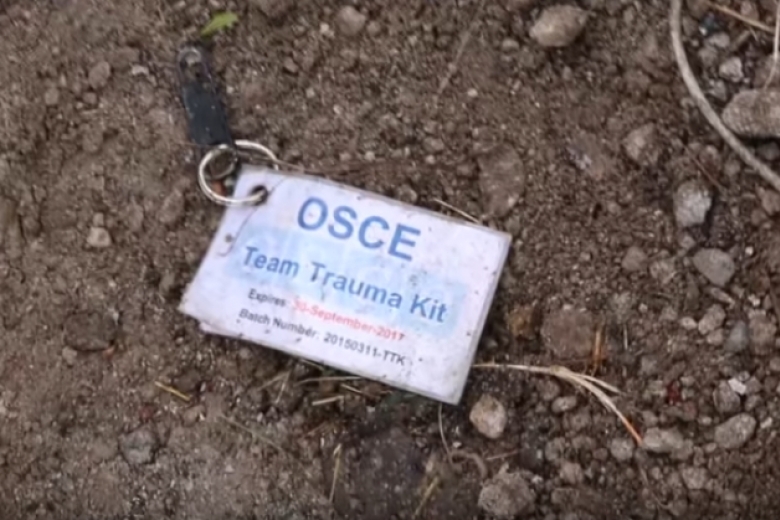 OSCE
Team Trauma Kit
Expires: 30-September-2017
Batch Number: 20150311-TTK